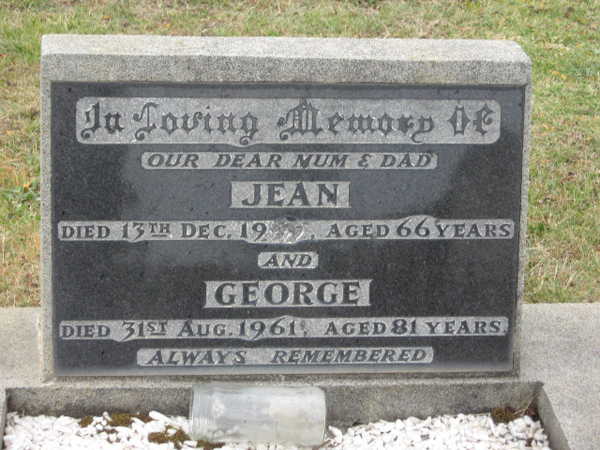 In Loving Memory Of
OUR DEAR MUM & DAD
JEAN
DIED 13TH DEC, 19 , AGED 66 YEARS
AND
GEORGE
DIED 31ST AUG. 1961, AGED 81 YEARS
ALWAYS REMEMBERED